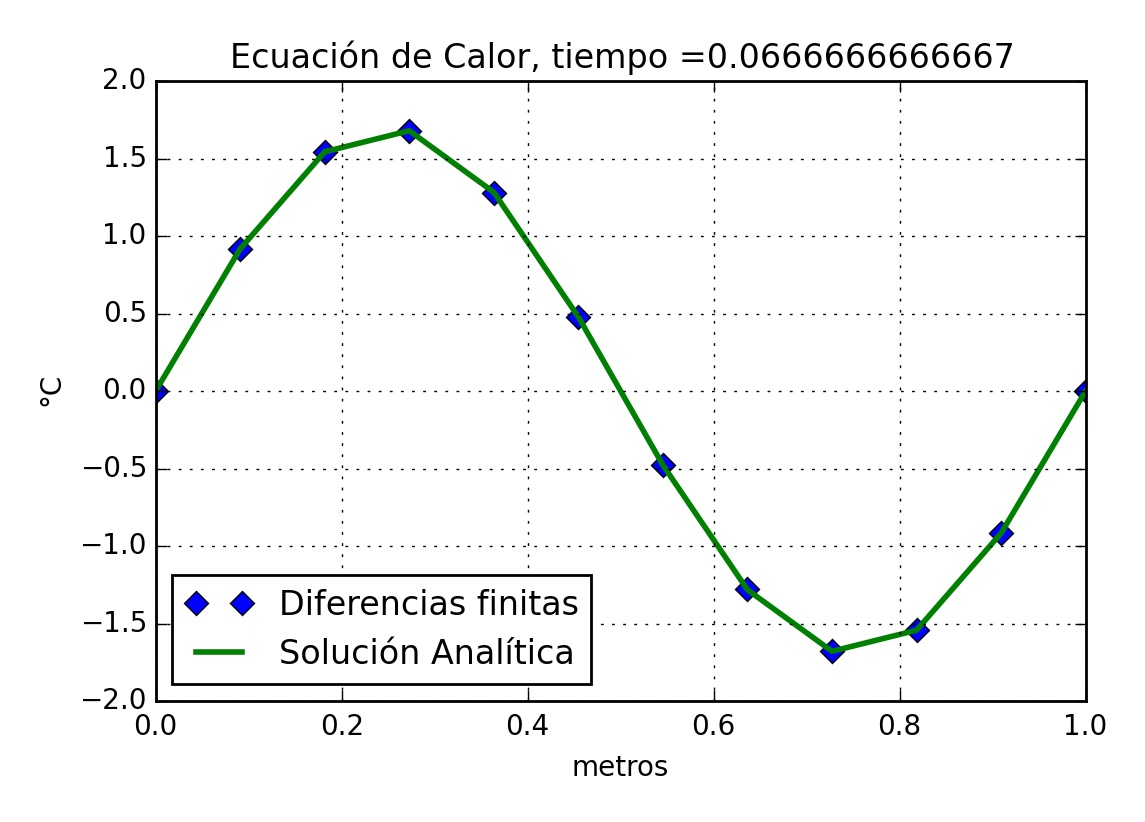 Ecuación de Calor, tiempo =0.0666666666667
2.0
1.5
1.0
0.5
0.0
−0.5
−1.0
−1.5
−2.0
°C
Diferencias finitas
Solución Analítica
0.0 0.2 0.4 0.6 0.8 1.0
metros